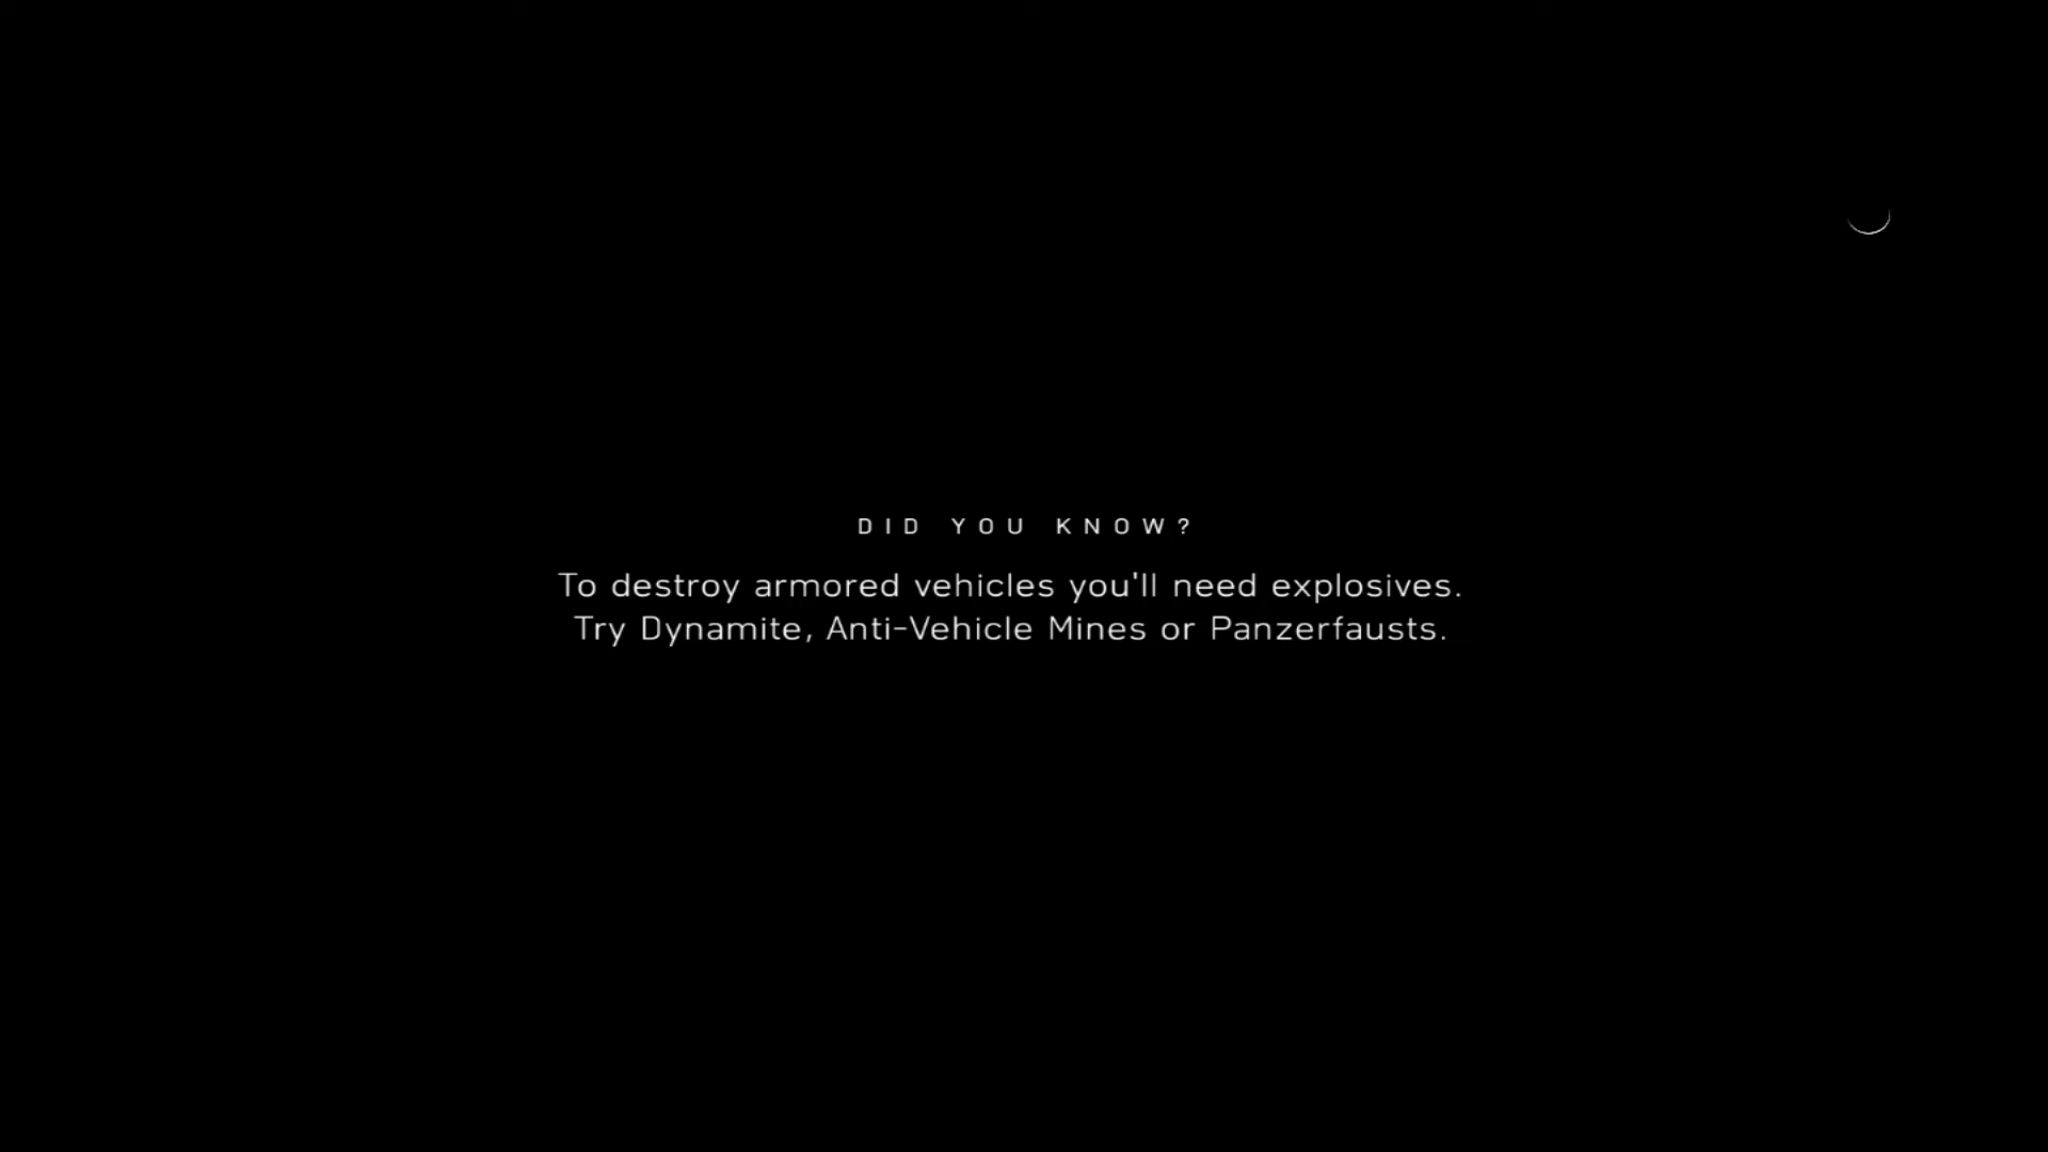 DID YOU KNOW?
To destroy armored vehicles you'll need explosives.
Try Dynamite, Anti-Vehicle Mines or Panzerfausts.